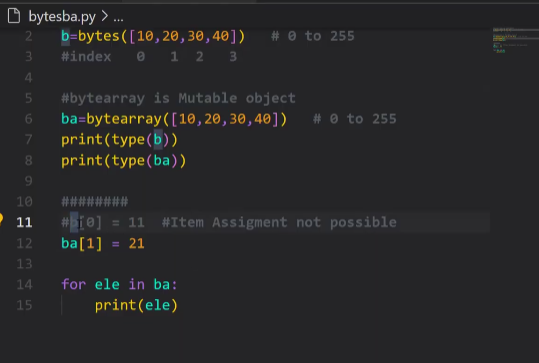 bytesba.py > ...
2 b=bytes([10,20,30,40]) # 0 to 255
3 #index 0 1 2 3
4
5 #bytearray is Mutable object
6 ba=bytearray([10,20,30,40]) # 0 to 255
7 print(type(b))
8 print(type(ba))
9
10 ########
11 #b[0] = 11 #Item Assigment not possible
12 ba[1] = 21
13
14 for ele in ba:
15 print(ele)